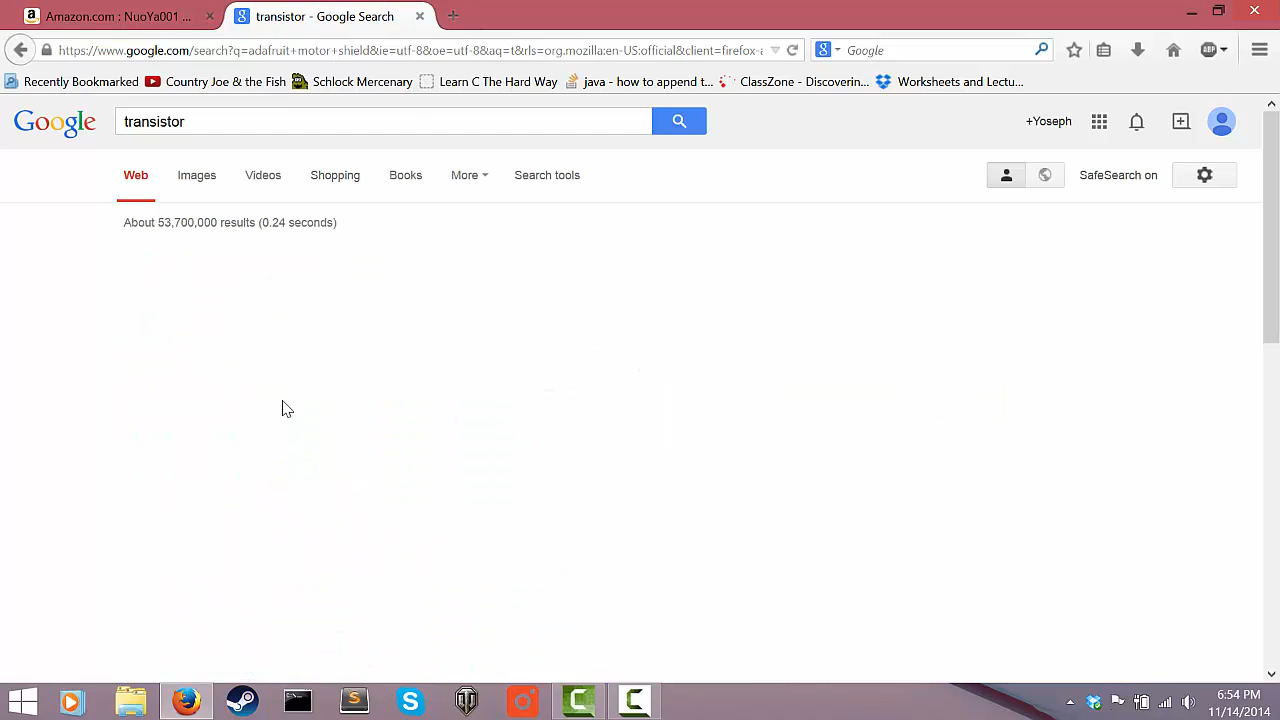 Amazon.com : NuoYa001 ...
transistor - Google Search
https://www.google.com/search?q=adafruit+motor+shield&ie=utf-8&oe=utf-8&aq=t&rls=org.mozilla:en-US:official&client=firefox-a
Google
ABP
Recently Bookmarked
Country Joe & the Fish
Schlock Mercenary
Learn C The Hard Way
java - how to append t...
ClassZone - Discoverin...
Worksheets and Lectu...
Google
transistor
+Yoseph
Web
Images
Videos
Shopping
Books
More
Search tools
SafeSearch on
About 53,700,000 results (0.24 seconds)
6:54 PM
11/14/2014